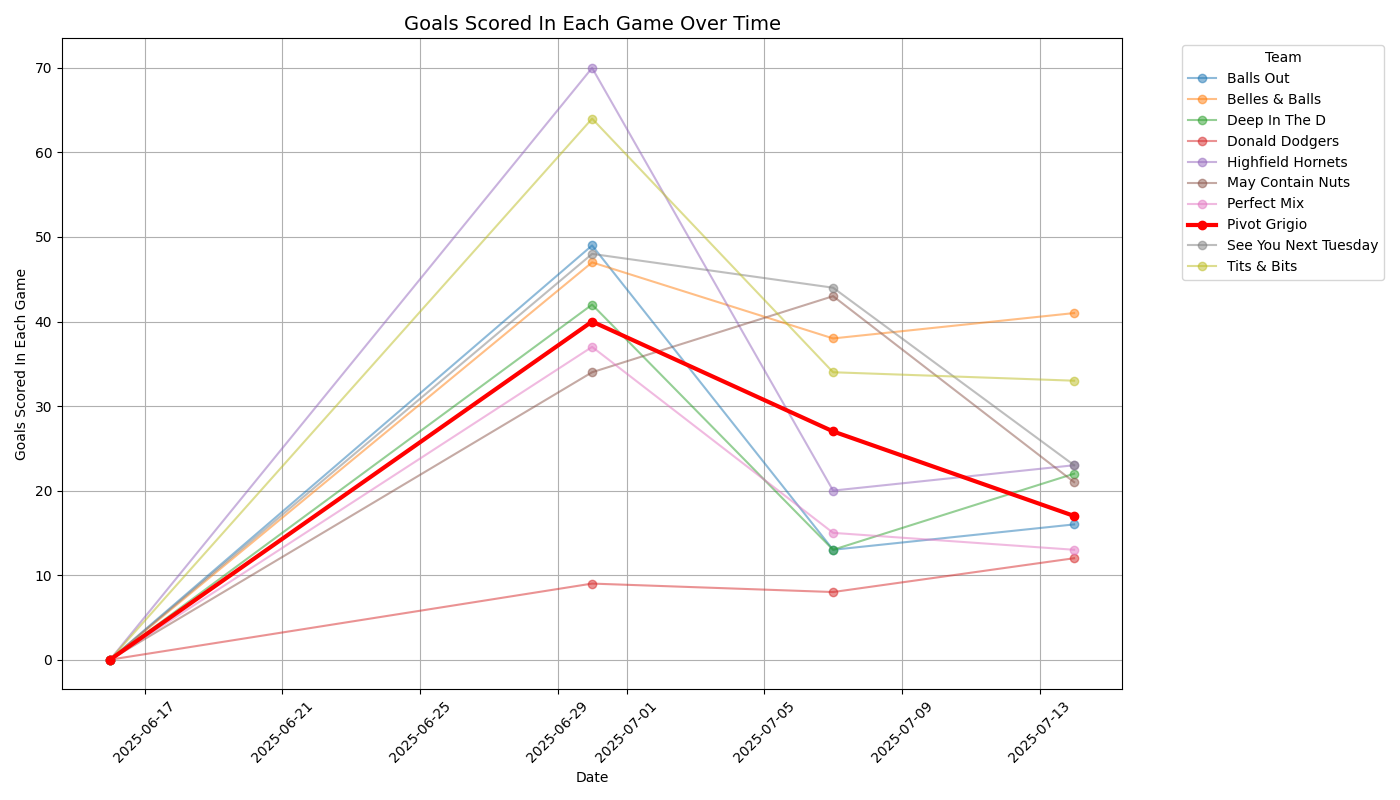 Goals Scored In Each Game Over Time
Goals Scored In Each Game
70
60
50
40
30
20
10
0
2025-06-17
2025-06-21
2025-06-25
2025-06-29
2025-07-01
2025-07-05
2025-07-09
2025-07-13
Date
Team
Balls Out
Belles & Balls
Deep In The D
Donald Dodgers
Highfield Hornets
May Contain Nuts
Perfect Mix
Pivot Grigio
See You Next Tuesday
Tits & Bits